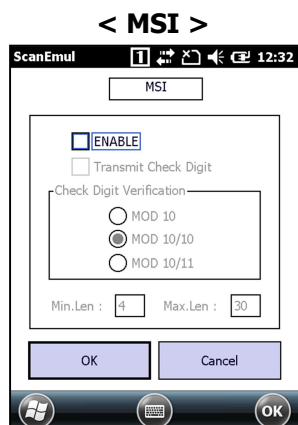 < MSI >
ScanEmul 1 12:32
MSI
ENABLE
Transmit Check Digit
Check Digit Verification
MOD 10
MOD 10/10
MOD 10/11
Min.Len : 4 Max.Len : 30
OK Cancel
OK